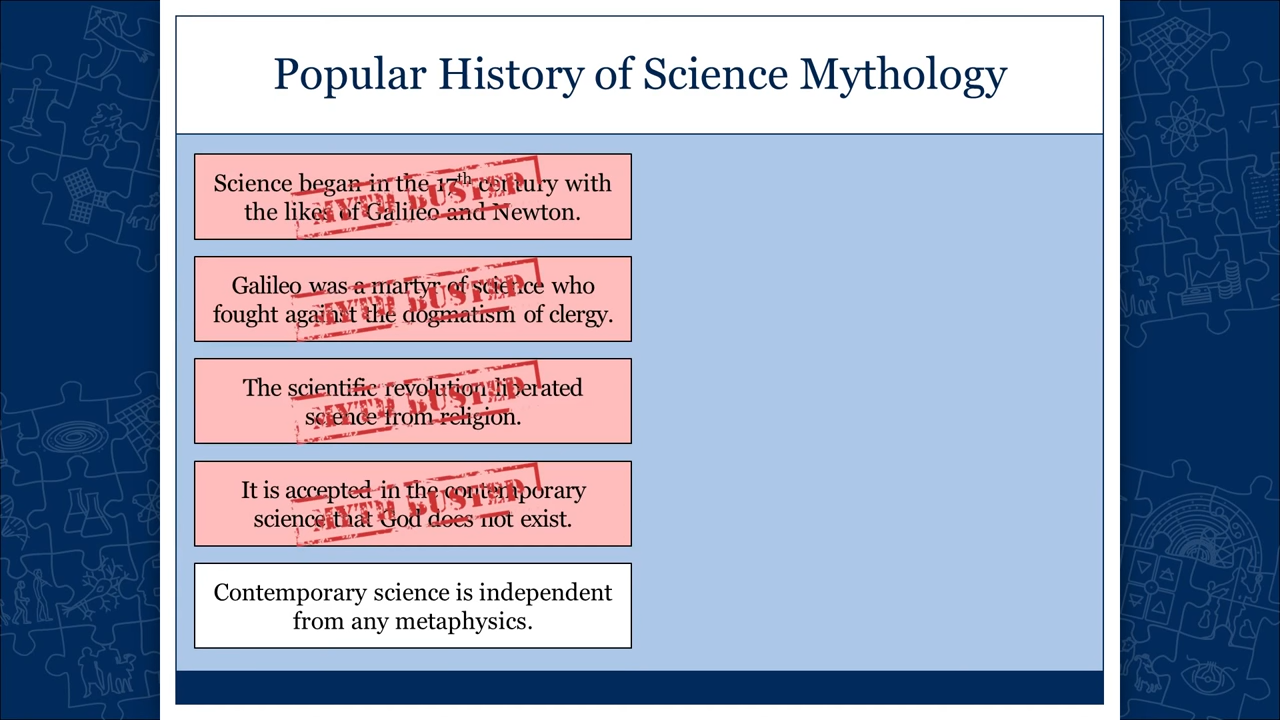 Popular History of Science Mythology
Science began in the 17th century with
the likes of Galileo and Newton.
MYTH BUSTED
Galileo was a martyr of science who
fought against the dogmatism of clergy.
MYTH BUSTED
The scientific revolution liberated
science from religion.
MYTH BUSTED
It is accepted in the contemporary
science that God does not exist.
MYTH BUSTED
Contemporary science is independent
from any metaphysics.